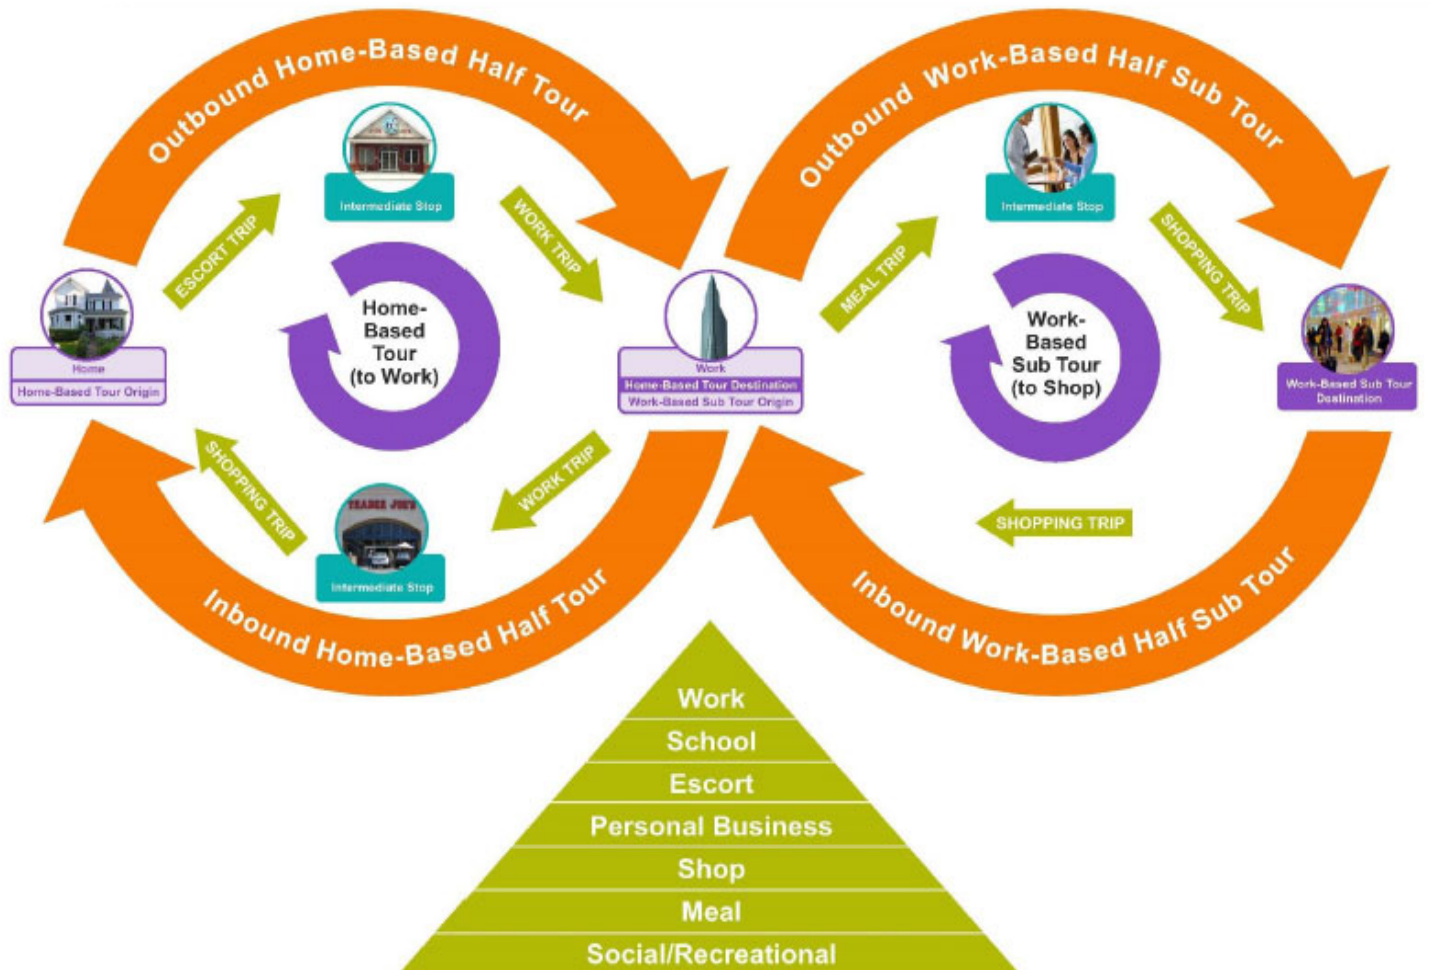 Outbound Home-Based Half Tour
Outbound Work-Based Half Sub Tour
Intermediate Stop
Intermediate Stop
ESCORT TRIP
WORK TRIP
MEAL TRIP
SHOPPING TRIP
Home-
Based
Tour
(to Work)
Work-
Based
Sub Tour
(to Shop)
Home
Home-Based Tour Origin
Work
Home-Based Tour Destination
Work-Based Sub Tour Origin
Work-Based Sub Tour
Destination
SHOPPING TRIP
WORK TRIP
SHOPPING TRIP
TRADER JOE'S
Intermediate Stop
Inbound Home-Based Half Tour
Inbound Work-Based Half Sub Tour
Work
School
Escort
Personal Business
Shop
Meal
Social/Recreational